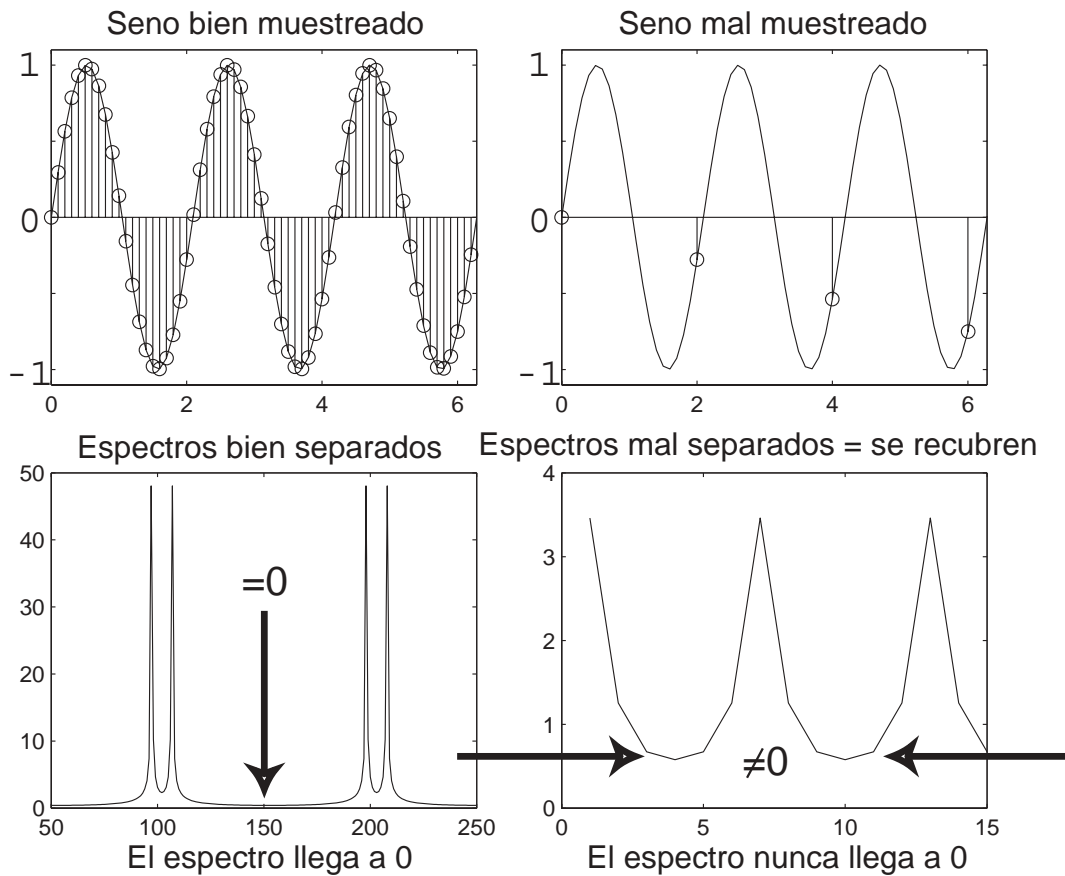 Seno bien muestreado
Seno mal muestreado
1
0
-1
0 2 4 6
1
0
-1
0 2 4 6
Espectros bien separados
Espectros mal separados = se recubren
50
40
30
20
10
0
=0
50 100 150 200 250
El espectro llega a 0
4
3
2
1
0
≠0
0 5 10 15
El espectro nunca llega a 0